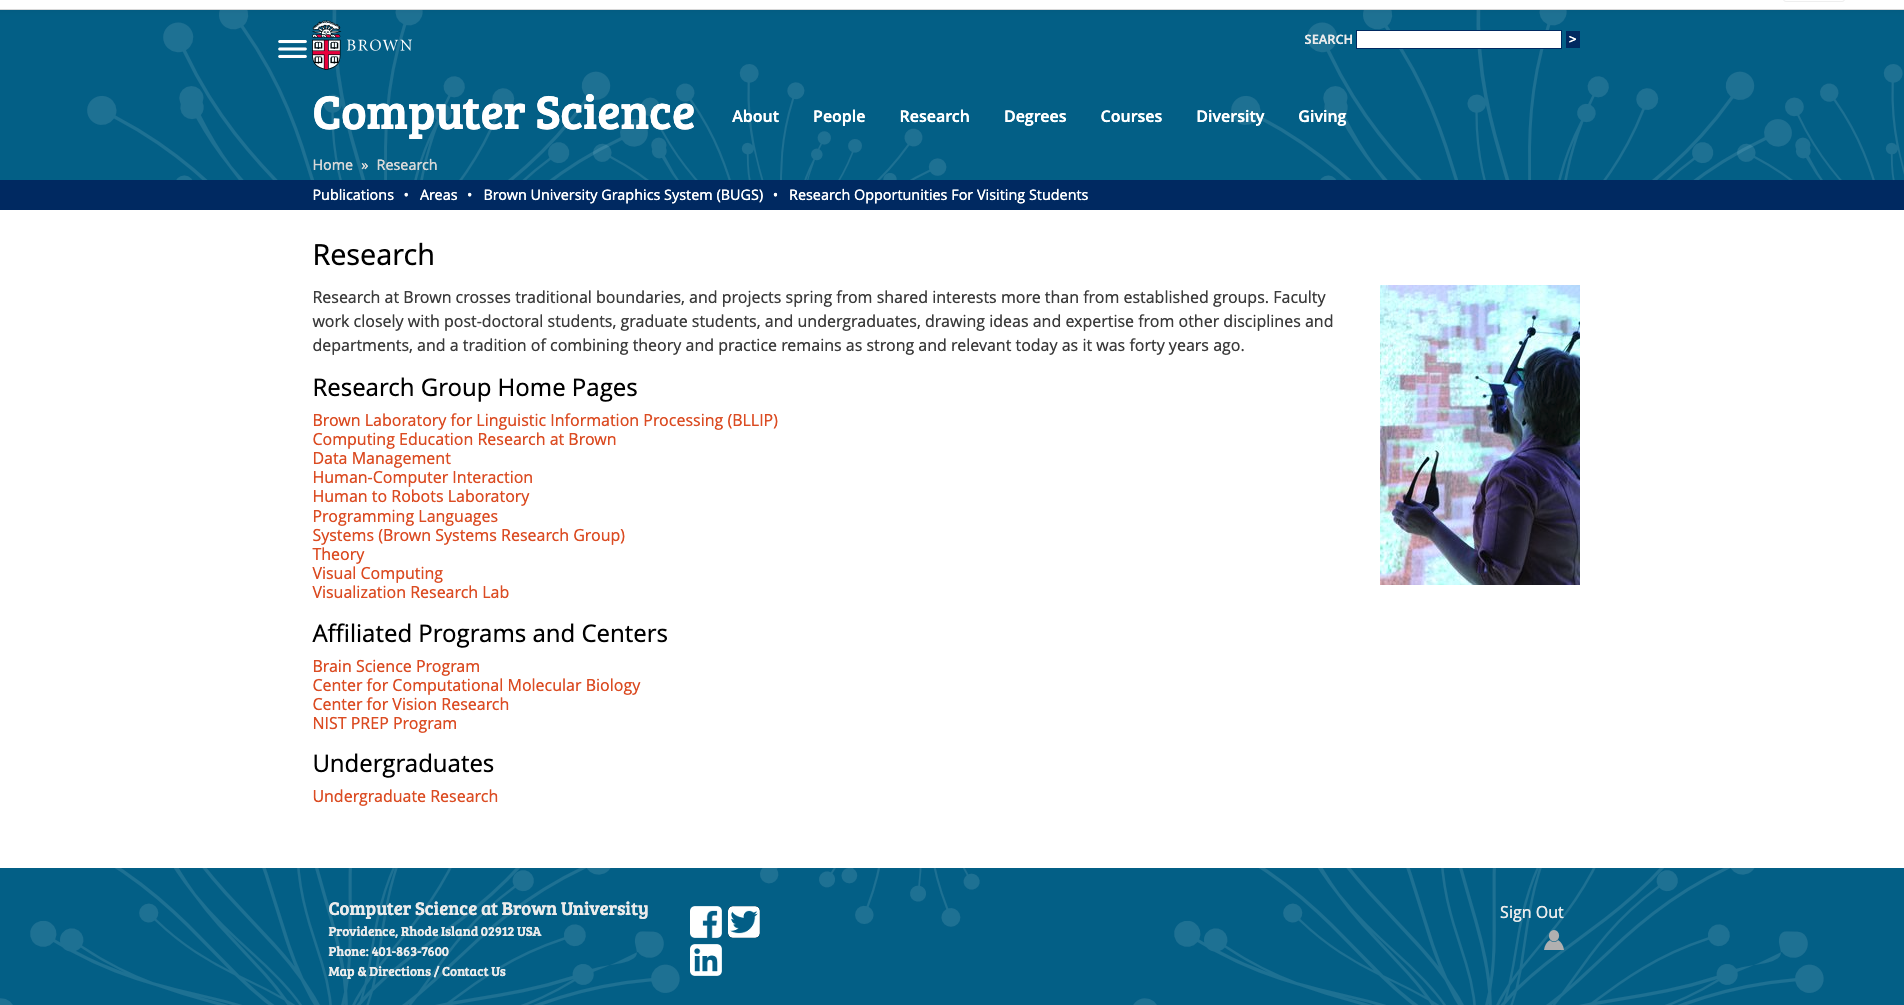 BROWN
SEARCH
>
Computer Science
About People Research Degrees Courses Diversity Giving
Home » Research
Publications • Areas • Brown University Graphics System (BUGS) • Research Opportunities For Visiting Students
Research
Research at Brown crosses traditional boundaries, and projects spring from shared interests more than from established groups. Faculty
work closely with post-doctoral students, graduate students, and undergraduates, drawing ideas and expertise from other disciplines and
departments, and a tradition of combining theory and practice remains as strong and relevant today as it was forty years ago.
Research Group Home Pages
Brown Laboratory for Linguistic Information Processing (BLLIP)
Computing Education Research at Brown
Data Management
Human-Computer Interaction
Human to Robots Laboratory
Programming Languages
Systems (Brown Systems Research Group)
Theory
Visual Computing
Visualization Research Lab
Affiliated Programs and Centers
Brain Science Program
Center for Computational Molecular Biology
Center for Vision Research
NIST PREP Program
Undergraduates
Undergraduate Research
Computer Science at Brown University
Providence, Rhode Island 02912 USA
Phone: 401-863-7600
Map & Directions / Contact Us
Sign Out